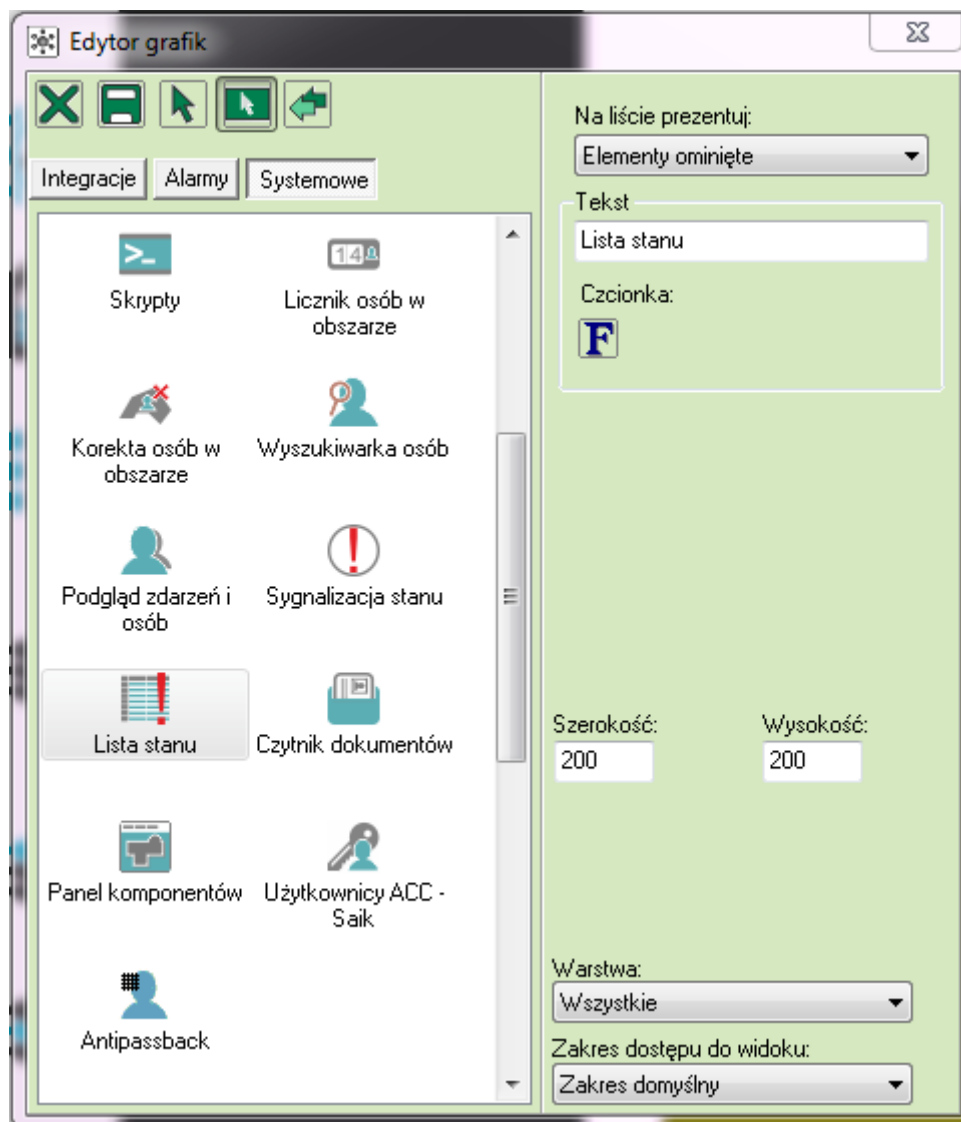 Edytor grafik
Integracje
Alarmy
Systemowe
Skrypty
Licznik osób w
obszarze
Korekta osób w
obszarze
Wyszukiwarka osób
Podgląd zdarzeń i
osób
Sygnalizacja stanu
Lista stanu
Czytnik dokumentów
Panel komponentów
Użytkownicy ACC -
Saik
Antipassback
Na liście prezentuj:
Elementy ominięte
Tekst
Lista stanu
Czcionka:
F
Szerokość:
Wysokość:
200
200
Warstwa:
Wszystkie
Zakres dostępu do widoku:
Zakres domyślny